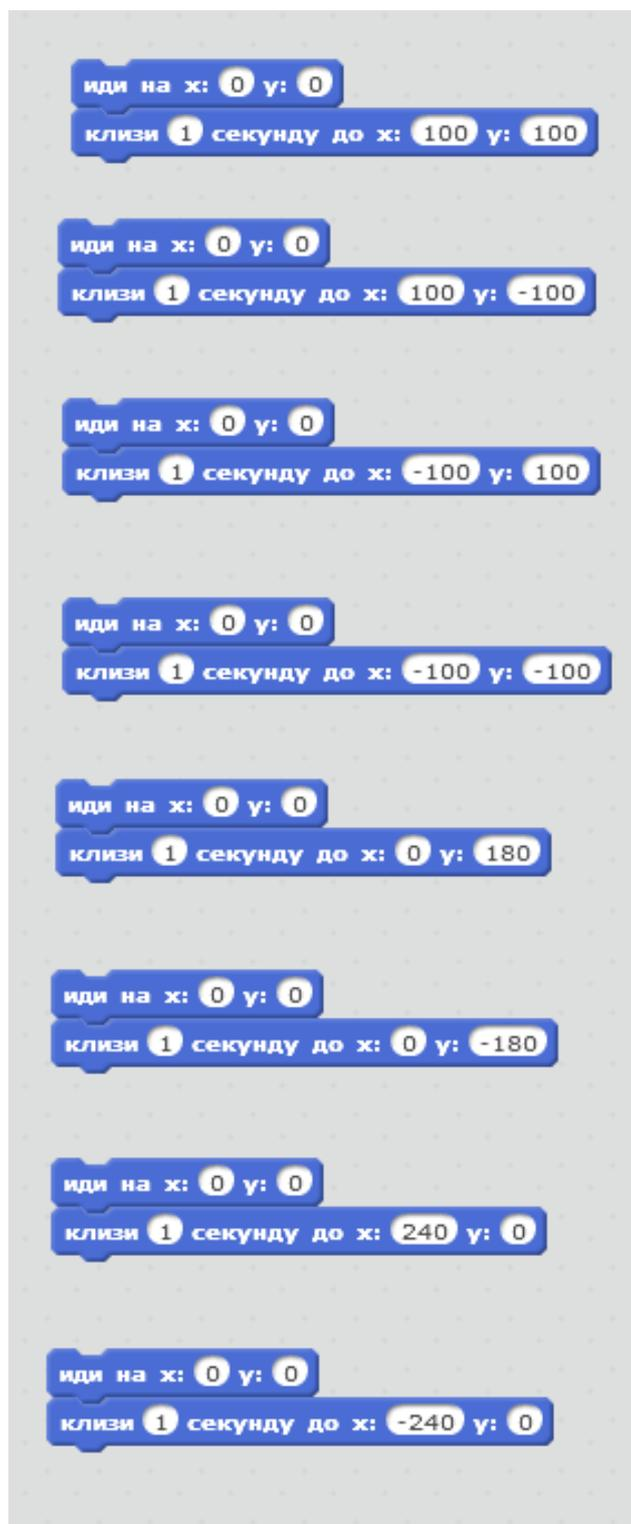 иди на x: 0 y: 0
клизи 1 секунду до x: 100 y: 100
иди на x: 0 y: 0
клизи 1 секунду до x: 100 y: -100
иди на x: 0 y: 0
клизи 1 секунду до x: -100 y: 100
иди на x: 0 y: 0
клизи 1 секунду до x: -100 y: -100
иди на x: 0 y: 0
клизи 1 секунду до x: 0 y: 180
иди на x: 0 y: 0
клизи 1 секунду до x: 0 y: -180
иди на x: 0 y: 0
клизи 1 секунду до x: 240 y: 0
иди на x: 0 y: 0
клизи 1 секунду до x: -240 y: 0